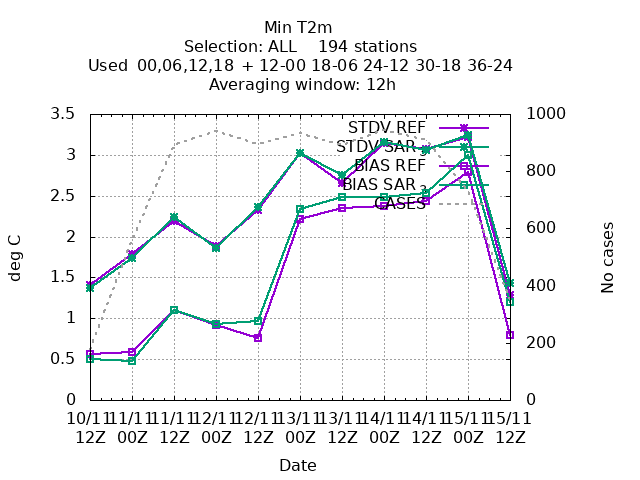 Min T2m
Selection: ALL    194 stations
Used  00,06,12,18 + 12-00 18-06 24-12 30-18 36-24
Averaging window: 12h
STDV REF
STDV SAR_2
BIAS REF
BIAS SAR_2
CASES
3.5
3
2.5
2
1.5
1
0.5
0
deg C
1000
800
600
400
200
0
No cases
10/11 11/11 11/11 12/11 12/11 13/11 13/11 14/11 14/11 15/11 15/11
12Z 00Z 12Z 00Z 12Z 00Z 12Z 00Z 12Z 00Z 12Z
Date